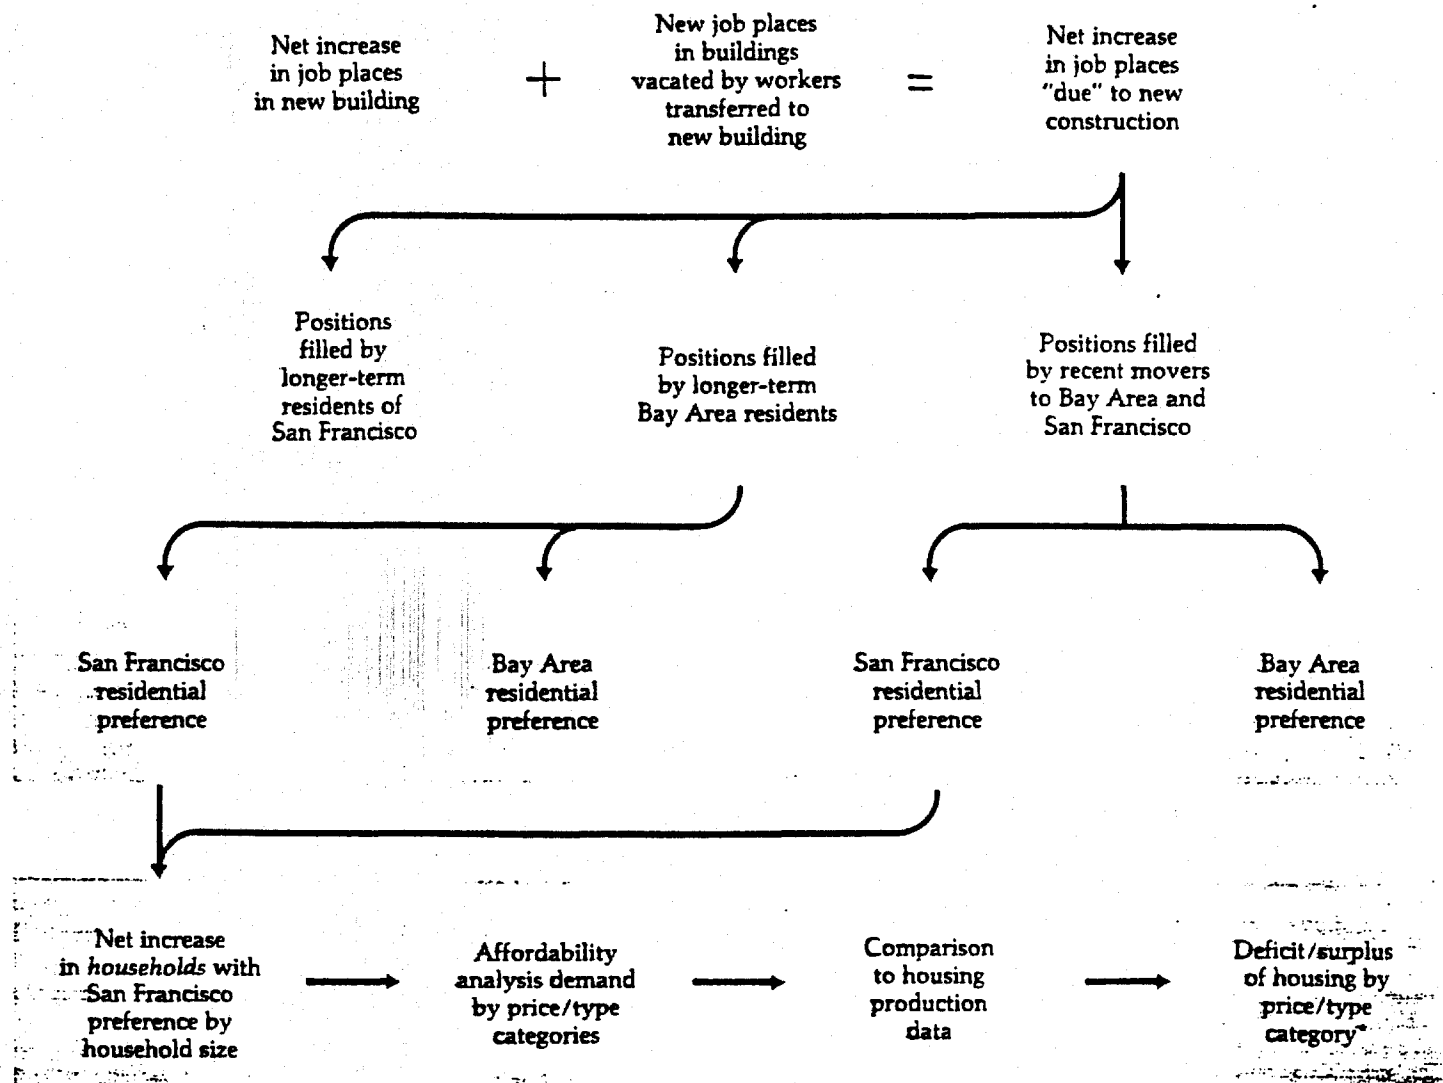 Net increase
in job places
in new building
+
New job places
in buildings
vacated by workers
transferred to
new building
=
Net increase
in job places
"due" to new
construction
Positions
filled by
longer-term
residents of
San Francisco
Positions filled
by longer-term
Bay Area residents
Positions filled
by recent movers
to Bay Area and
San Francisco
San Francisco
residential
preference
Bay Area
residential
preference
San Francisco
residential
preference
Bay Area
residential
preference
Net increase
in households with
San Francisco
preference by
household size
Affordability
analysis demand
by price/type
categories
Comparison
to housing
production
data
Deficit/surplus
of housing by
price/type
category*